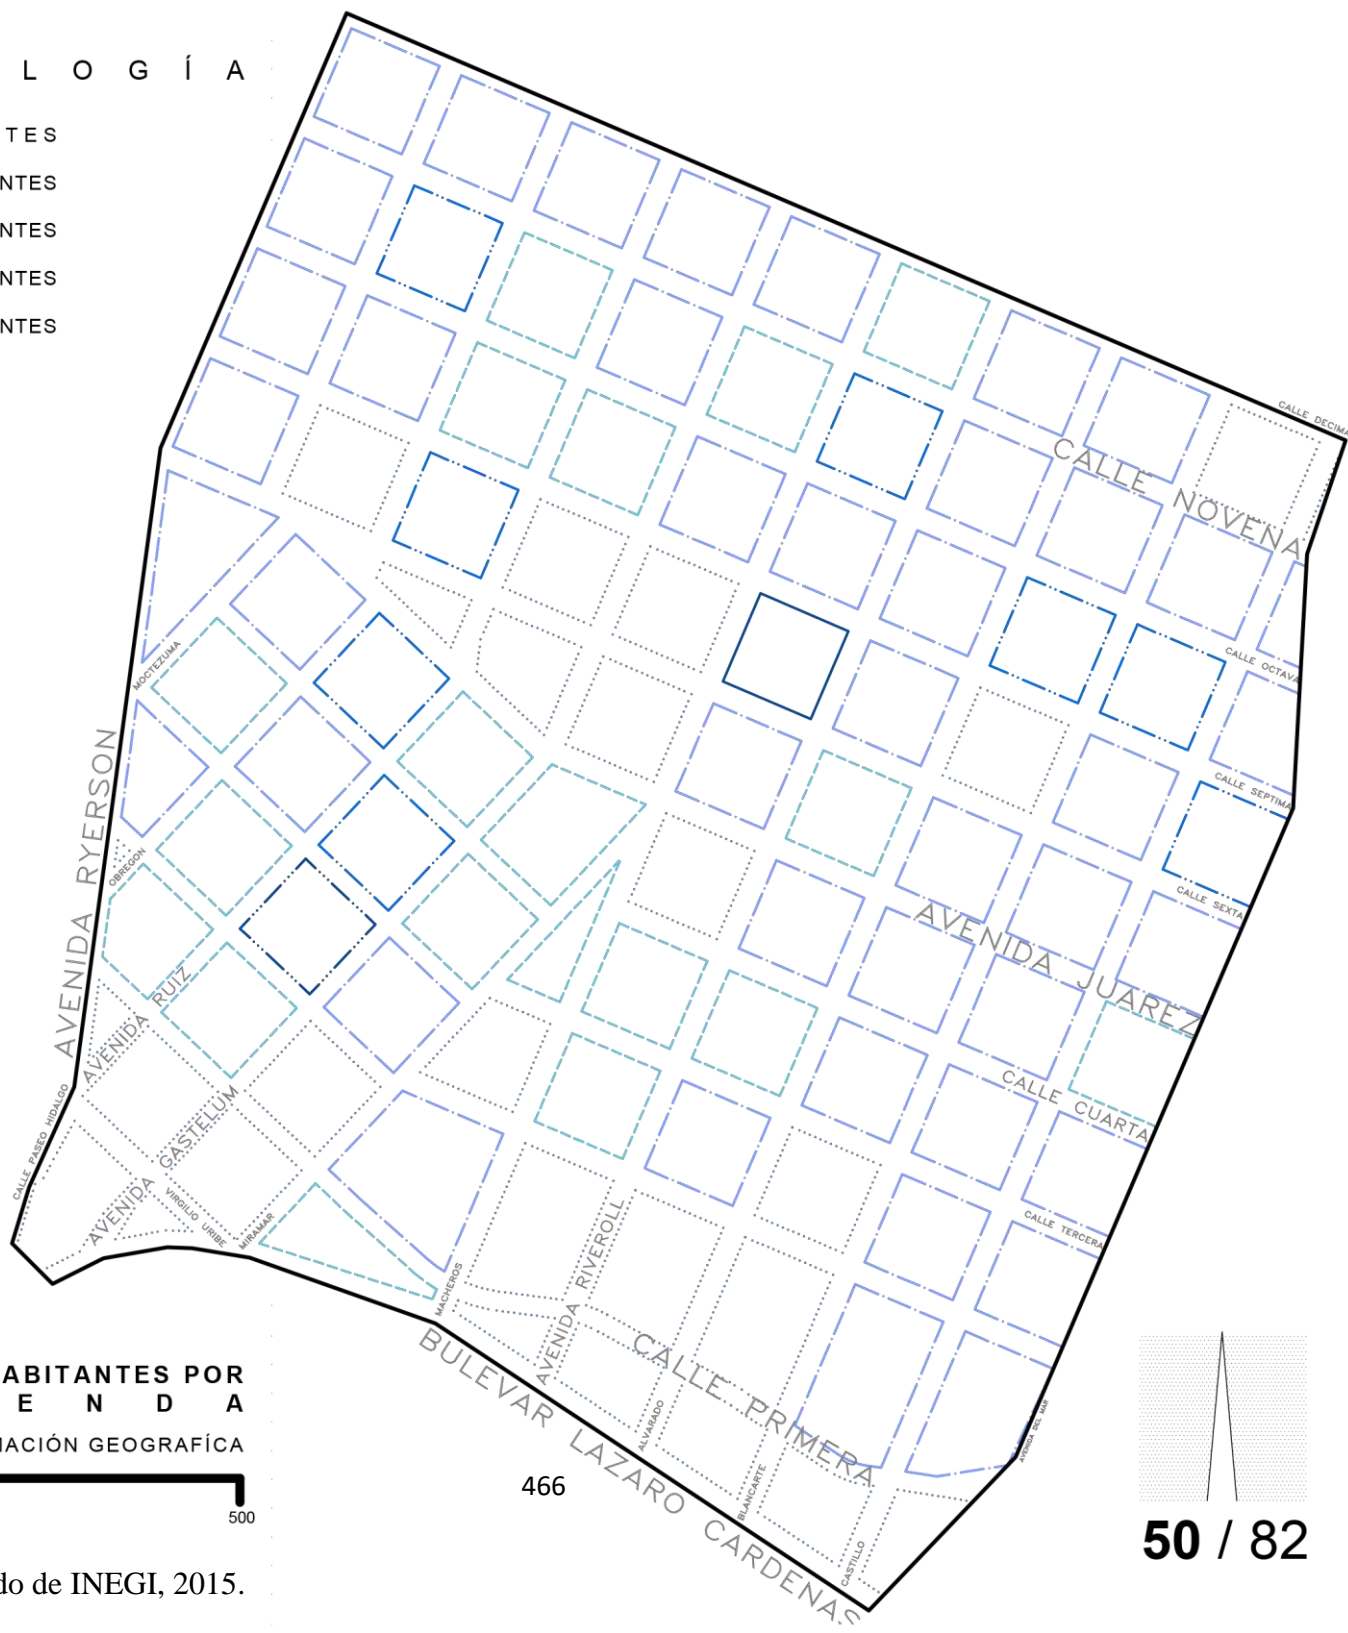 L O G Í A
TES
NTES
NTES
NTES
NTES
CALLE DECIMA
CALLE NOVENA
CALLE OCTAVA
CALLE SEPTIMA
CALLE SEXTA
AVENIDA JUAREZ
CALLE CUARTA
CALLE TERCERA
MOCTEZUMA
AVENIDA RYERSON
OBREGON
AVENIDA RUIZ
AVENIDA GASTELUM
CALLE PASEO HIDALGO
VIRGILIO URIBE
MIRAMAR
MACHEROS
AVENIDA RIVEROLL
CALLE PRIMERA
ALVARADO
BLANCARTE
CASTILLO
AVENIDA DEL MAR
BULEVAR LAZARO CARDENAS
ABITANTES POR
E N D A
MACIÓN GEOGRAFÍCA
500
466
50 / 82
do de INEGI, 2015.